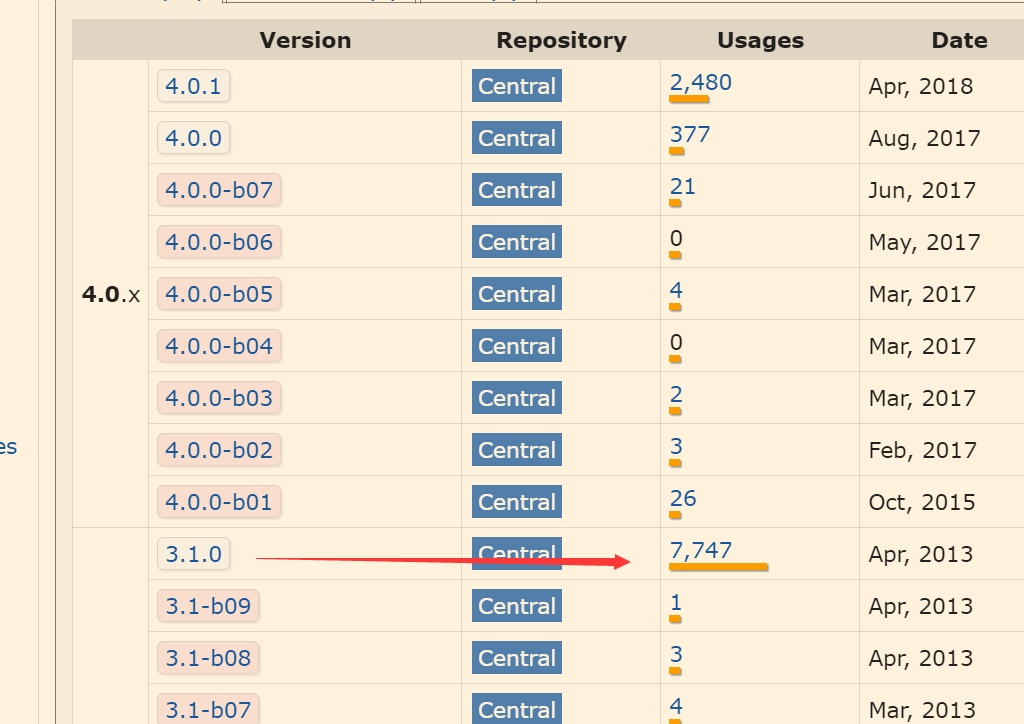 Version Repository Usages Date
4.0.1 Central 2,480 Apr, 2018
4.0.0 Central 377 Aug, 2017
4.0.0-b07 Central 21 Jun, 2017
4.0.0-b06 Central 0 May, 2017
4.0.x 4.0.0-b05 Central 4 Mar, 2017
4.0.0-b04 Central 0 Mar, 2017
4.0.0-b03 Central 2 Mar, 2017
es 4.0.0-b02 Central 3 Feb, 2017
4.0.0-b01 Central 26 Oct, 2015
3.1.0 Central 7,747 Apr, 2013
3.1-b09 Central 1 Apr, 2013
3.1-b08 Central 3 Apr, 2013
3.1-b07 Central 4 Mar, 2013